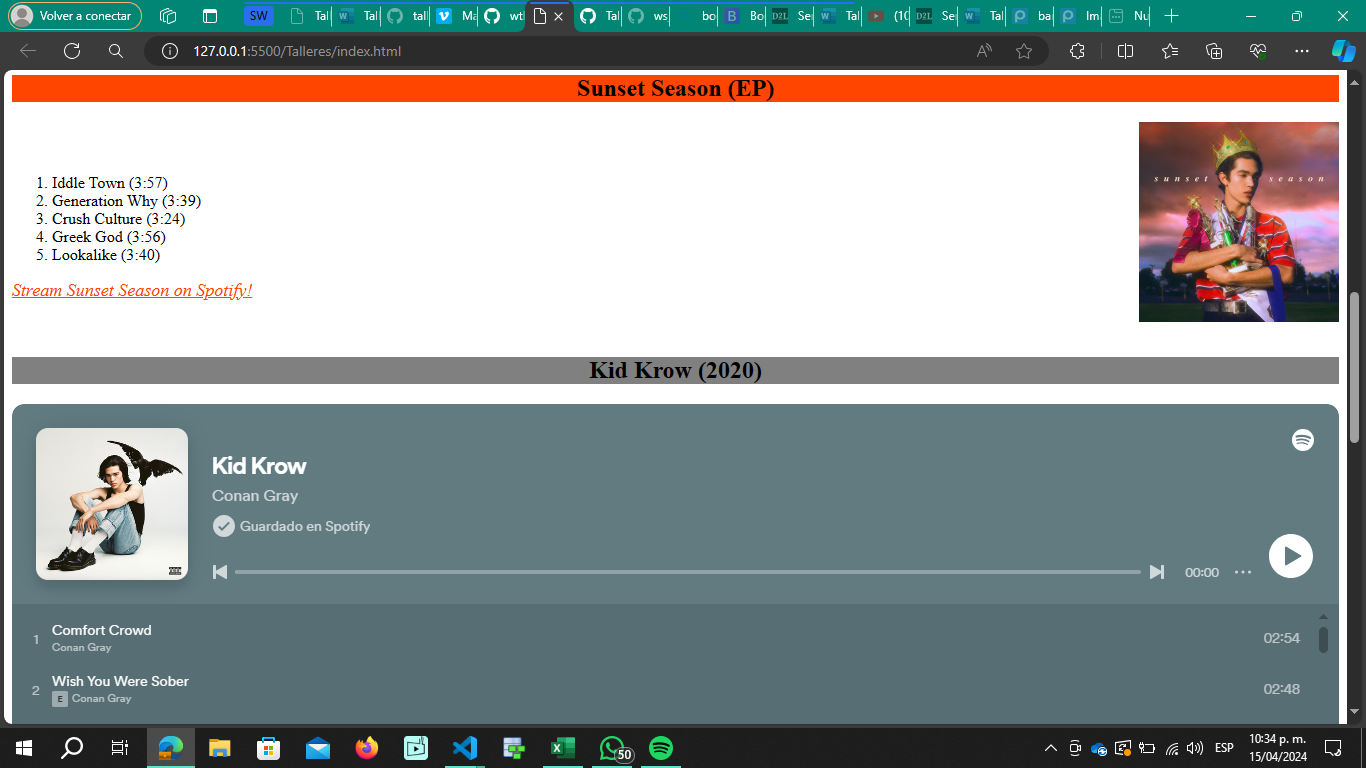 Volver a conectar
SW
Tal
Tal
tall
Ma
wt
Tal
ws
bo
B
Bo
D2L
Se
Tal
(10
D2L
Se
Tal
ba
Im
Nu
127.0.0.1:5500/Talleres/index.html
Sunset Season (EP)
sunset season
1. Iddle Town (3:57)
2. Generation Why (3:39)
3. Crush Culture (3:24)
4. Greek God (3:56)
5. Lookalike (3:40)
Stream Sunset Season on Spotify!
Kid Krow (2020)
Kid Krow
Conan Gray
Guardado en Spotify
00:00
1 Comfort Crowd 02:54
Conan Gray
2 Wish You Were Sober 02:48
E Conan Gray
50
ESP
10:34 p. m.
15/04/2024